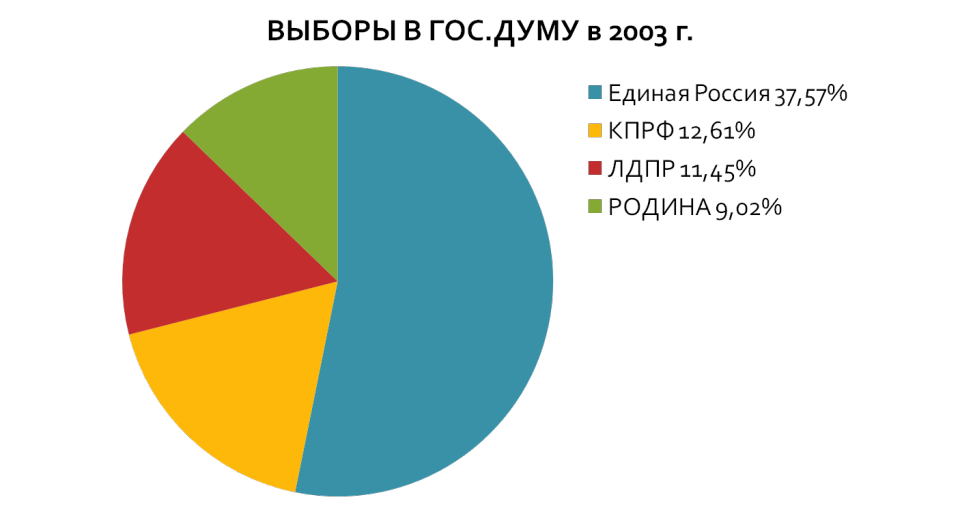 ВЫБОРЫ В ГОС.ДУМУ в 2003 г.
Единая Россия 37,57%
КПРФ 12,61%
ЛДПР 11,45%
РОДИНА 9,02%